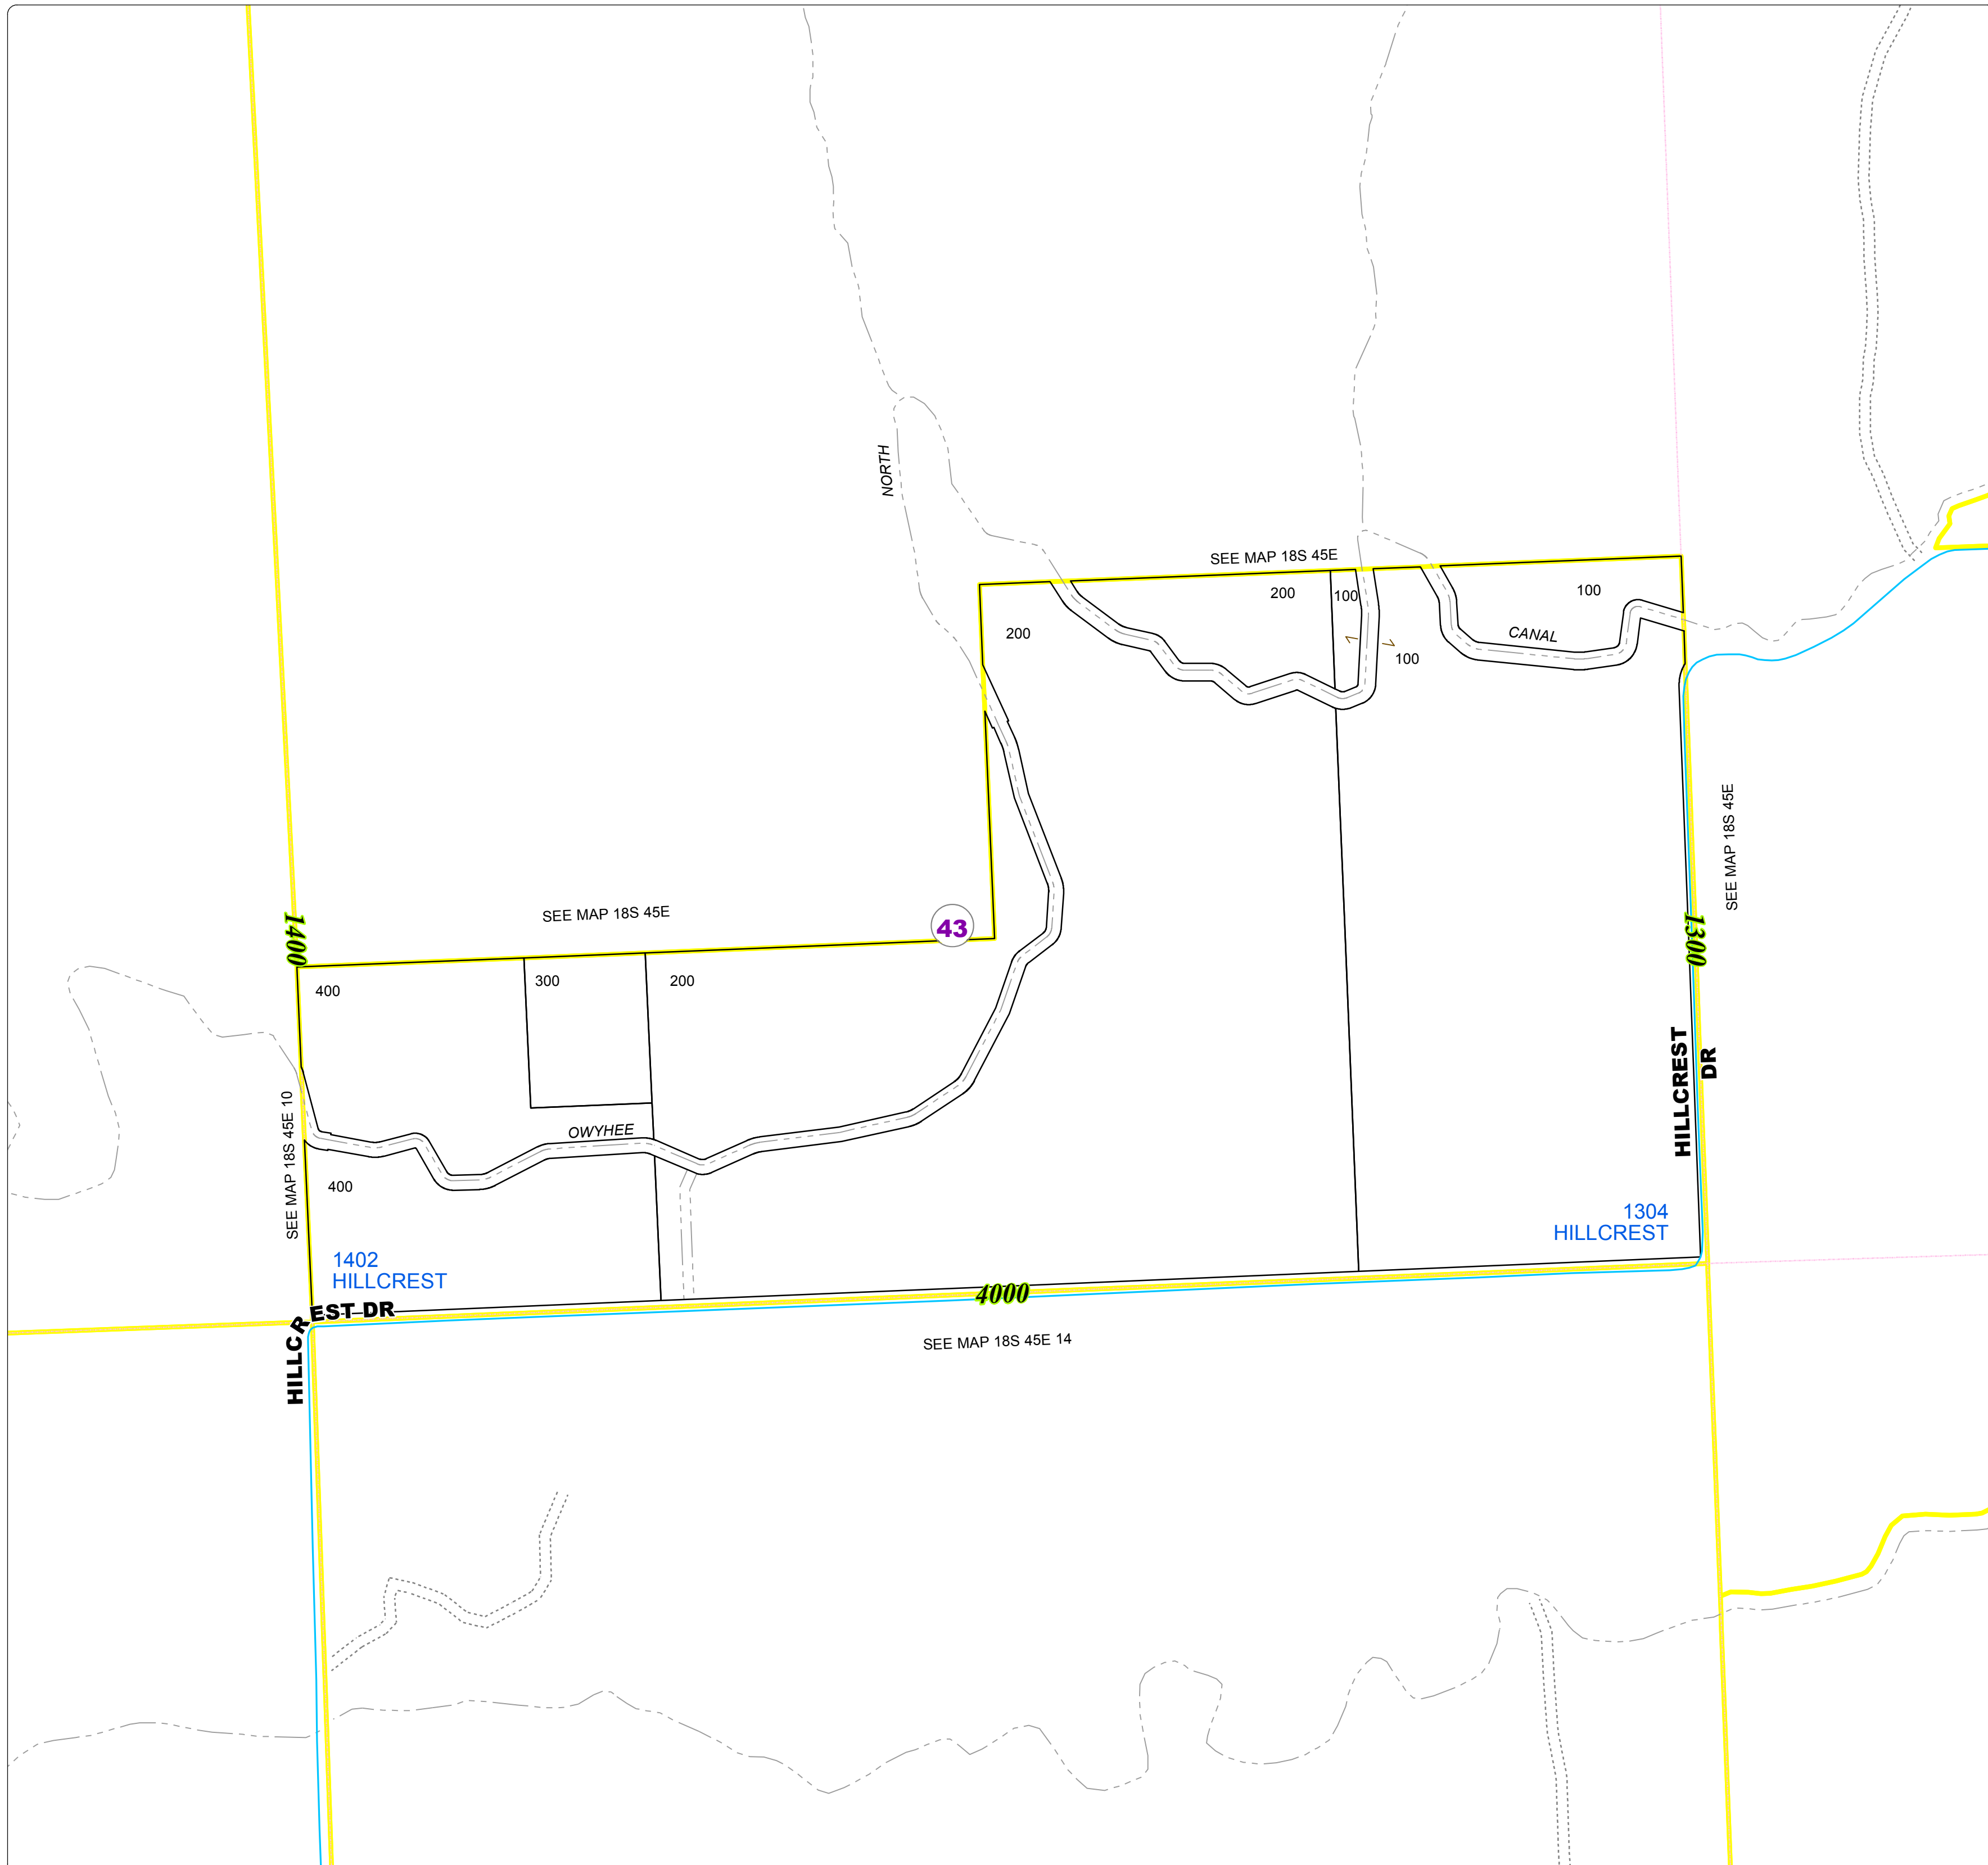 NORTH
SEE MAP 18S 45E
200
100
100
200
CANAL
100
SEE MAP 18S 45E
SEE MAP 18S 45E
43
1400
1300
400
300
200
HILLCREST
DR
SEE MAP 18S 45E 10
OWYHEE
400
1304
HILLCREST
1402
HILLCREST
4000
HILLCREST DR
SEE MAP 18S 45E 14